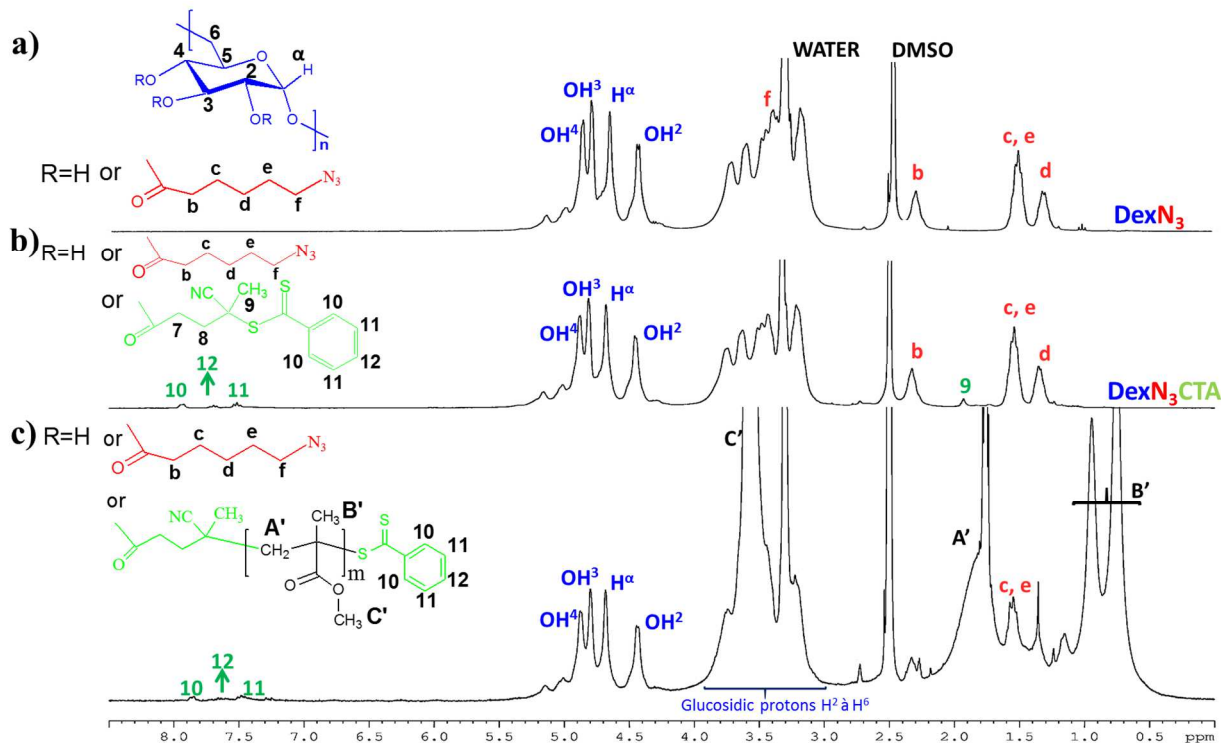 a)
6
4
5
O
α
H
2
RO
RO
3
O
R
O
n
R=H or
O
b
c
d
e
f
N3
WATER
DMSO
OH4
OH3
Hα
OH2
f
b
c, e
d
DexN3
b)
R=H or
O
b
c
d
e
f
N3
or
O
7
8
NC
CH3
9
S
S
10
11
12
10
11
10
12
11
OH4
OH3
Hα
OH2
b
9
c, e
d
DexN3CTA
c)
R=H or
O
b
c
d
e
f
N3
or
O
NC
CH3
A'
CH2
B'
CH3
m
O
O
CH3
C'
S
S
10
11
12
10
11
10
12
11
OH4
OH3
Hα
OH2
C'
A'
c, e
B'
Glucosidic protons H2 à H6
8.0 7.5 7.0 6.5 6.0 5.5 5.0 4.5 4.0 3.5 3.0 2.5 2.0 1.5 1.0 0.5 ppm